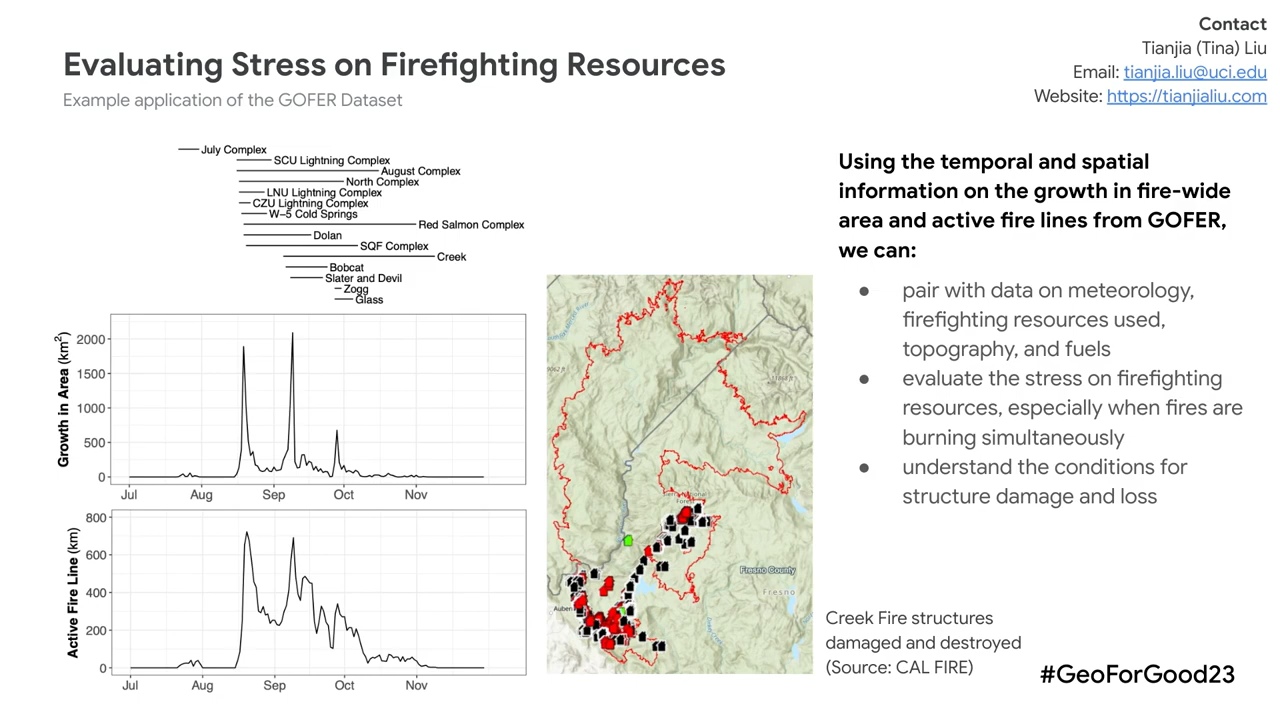 Contact
Tianjia (Tina) Liu
Email: tianjia.liu@uci.edu
Website: https://tianjialiu.com
Evaluating Stress on Firefighting Resources
Example application of the GOFER Dataset
July Complex
SCU Lightning Complex
August Complex
North Complex
LNU Lightning Complex
CZU Lightning Complex
W−5 Cold Springs
Red Salmon Complex
Dolan
SQF Complex
Creek
Bobcat
Slater and Devil
Zogg
Glass
Growth in Area (km²)
2000
1500
1000
500
0
Jul Aug Sep Oct Nov
Active Fire Line (km)
800
600
400
200
0
Jul Aug Sep Oct Nov
Fresno County
Fresno
Auben
Using the temporal and spatial
information on the growth in fire-wide
area and active fire lines from GOFER,
we can:
● pair with data on meteorology,
firefighting resources used,
topography, and fuels
● evaluate the stress on firefighting
resources, especially when fires are
burning simultaneously
● understand the conditions for
structure damage and loss
Creek Fire structures
damaged and destroyed
(Source: CAL FIRE)
#GeoForGood23